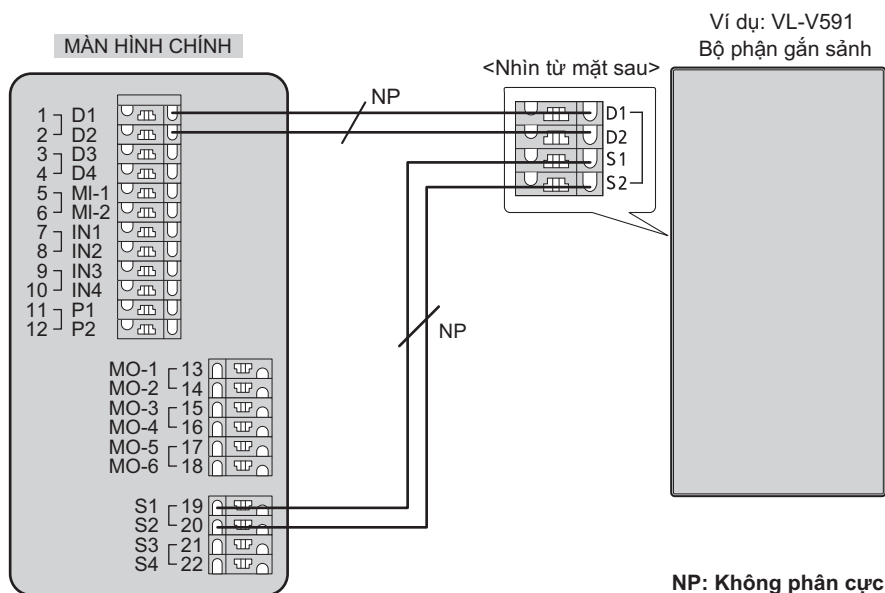 Ví dụ: VL-V591
Bộ phận gắn sảnh
MÀN HÌNH CHÍNH
<Nhìn từ mặt sau>
NP
1 D1
2 D2
3 D3
4 D4
5 MI-1
6 MI-2
7 IN1
8 IN2
9 IN3
10 IN4
11 P1
12 P2
D1
D2
S1
S2
NP
MO-1 13
MO-2 14
MO-3 15
MO-4 16
MO-5 17
MO-6 18
S1 19
S2 20
S3 21
S4 22
NP: Không phân cực